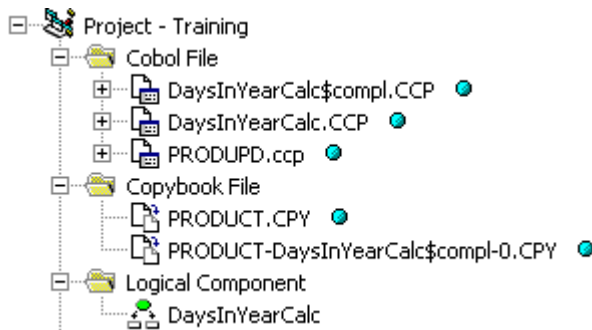 Project - Training
Cobol File
DaysInYearCalc$compl.CCP
DaysInYearCalc.CCP
PRODUPD.ccp
Copybook File
PRODUCT.CPY
PRODUCT-DaysInYearCalc$compl-0.CPY
Logical Component
DaysInYearCalc